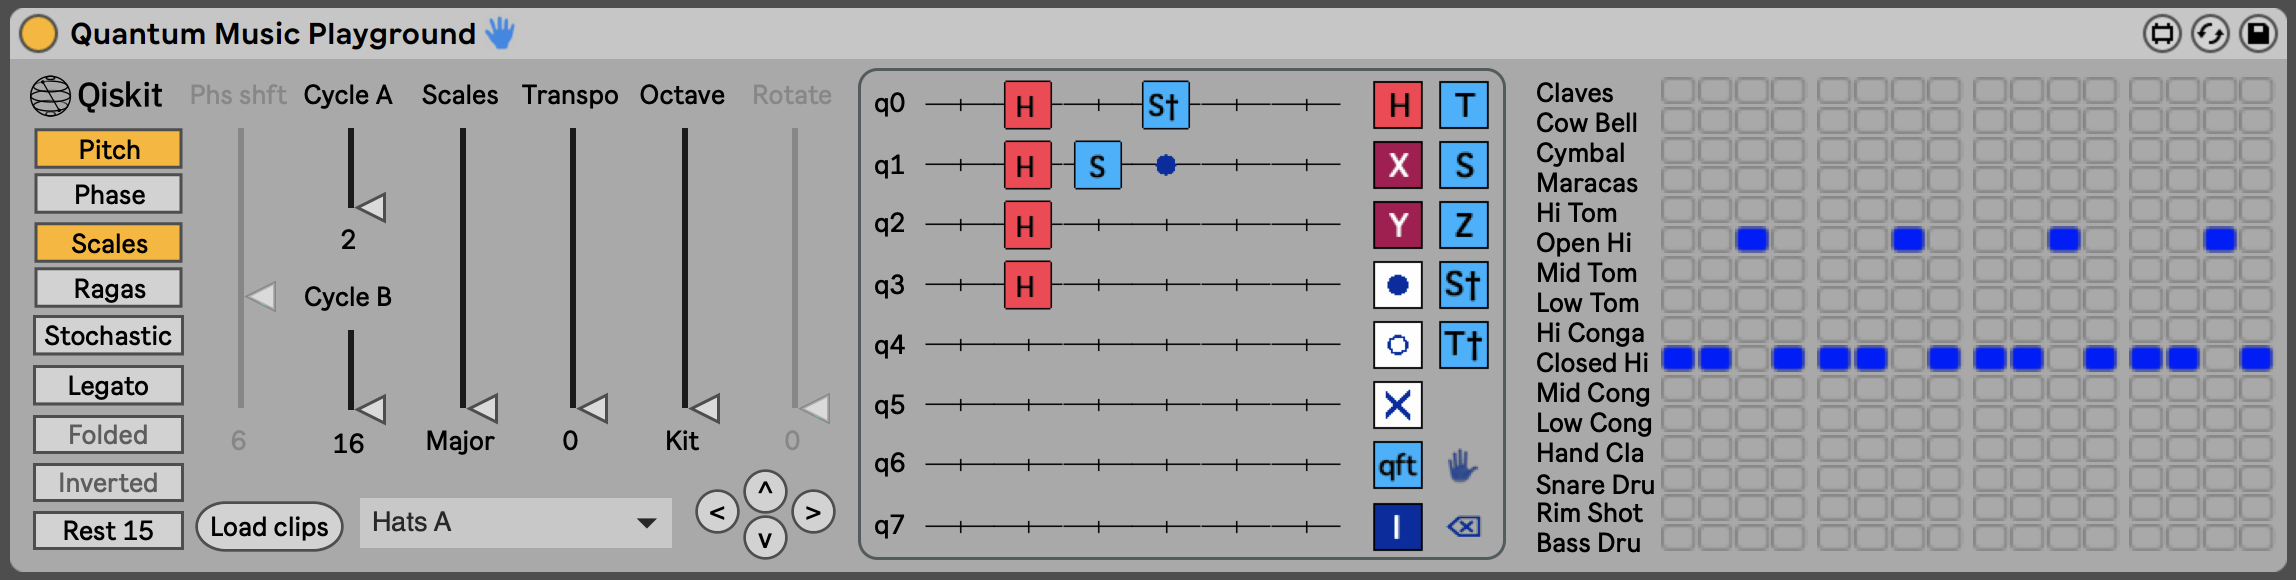 Quantum Music Playground
Qiskit
Phs shft Cycle A Scales Transpo Octave Rotate
Pitch
Phase
Scales
Ragas
Stochastic
Legato
Folded
Inverted
Rest 15
2
Cycle B
6 16 Major 0 Kit 0
Load clips
Hats A
< ^ v >
q0 H S†
q1 H S
q2 H
q3 H
q4
q5
q6
q7
H T
X S
Y Z
S†
T†
qft
I
Claves
Cow Bell
Cymbal
Maracas
Hi Tom
Open Hi
Mid Tom
Low Tom
Hi Conga
Closed Hi
Mid Cong
Low Cong
Hand Cla
Snare Dru
Rim Shot
Bass Dru